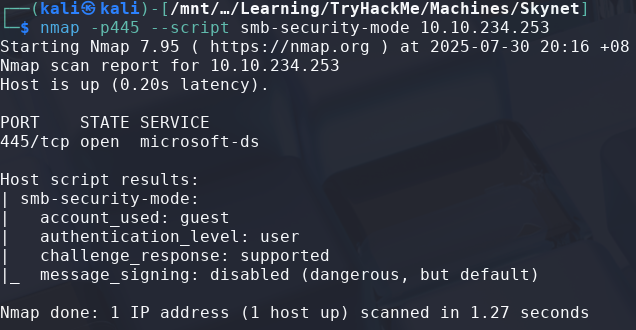 ┌──(kali㉿kali)-[/mnt/…/Learning/TryHackMe/Machines/Skynet]
└─$ nmap -p445 --script smb-security-mode 10.10.234.253
Starting Nmap 7.95 ( https://nmap.org ) at 2025-07-30 20:16 +08
Nmap scan report for 10.10.234.253
Host is up (0.20s latency).

PORT    STATE SERVICE
445/tcp open  microsoft-ds

Host script results:
| smb-security-mode:
|   account_used: guest
|   authentication_level: user
|   challenge_response: supported
|_  message_signing: disabled (dangerous, but default)

Nmap done: 1 IP address (1 host up) scanned in 1.27 seconds